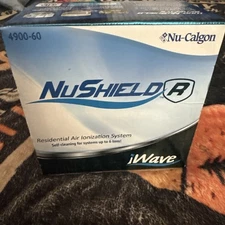 4900-60
Nu-Calgon
NUSHIELD R
Residential Air Ionization System
Self-cleaning for systems up to 6 tons!
iWave